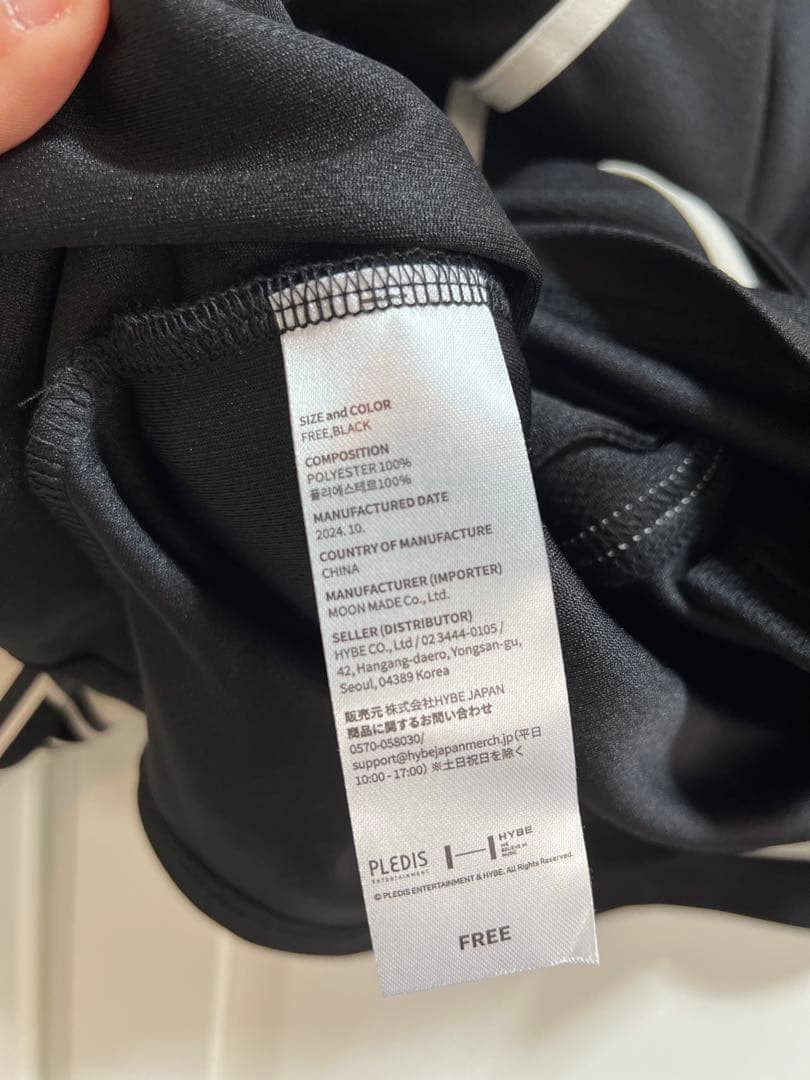 SIZE and COLOR
FREE,BLACK
COMPOSITION
POLYESTER 100%
폴리에스테르100%
MANUFACTURED DATE
2024.10.
COUNTRY OF MANUFACTURE
CHINA
MANUFACTURER (IMPORTER)
MOON MADE Co., Ltd.
SELLER (DISTRIBUTOR)
HYBE CO., Ltd / 02 3444-0105 /
42, Hangang-daero, Yongsan-gu,
Seoul, 04389 Korea
販売元 株式会社HYBE JAPAN
商品に関するお問い合わせ
0570-058030/
support@hybejapanmerch.jp(平日
10:00 - 17:00) ※土日祝日を除く
PLEDIS
ENTERTAINMENT
HYBE
WE
BELIEVE IN
MUSIC
© PLEDIS ENTERTAINMENT & HYBE. All Rights Reserved.
FREE